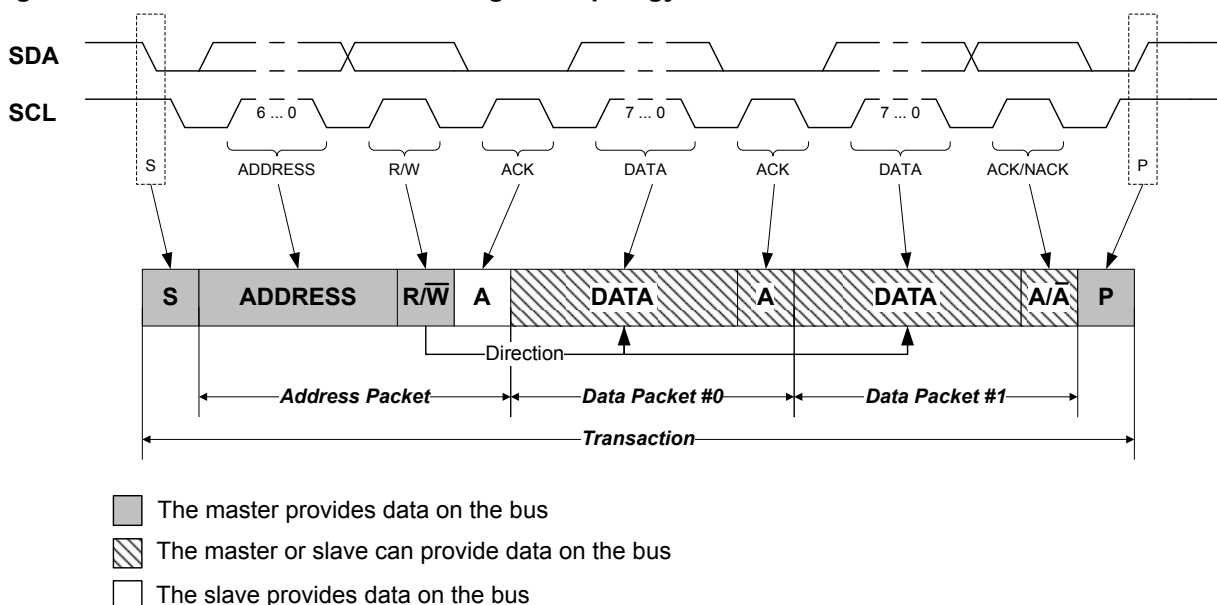 SDA
SCL
6 ... 0
7 ... 0
7 ... 0
S
ADDRESS
R/W
ACK
DATA
ACK
DATA
ACK/NACK
P
S
ADDRESS
R/W̅
A
DATA
A
DATA
A/A̅
P
Direction
Address Packet
Data Packet #0
Data Packet #1
Transaction
The master provides data on the bus
The master or slave can provide data on the bus
The slave provides data on the bus